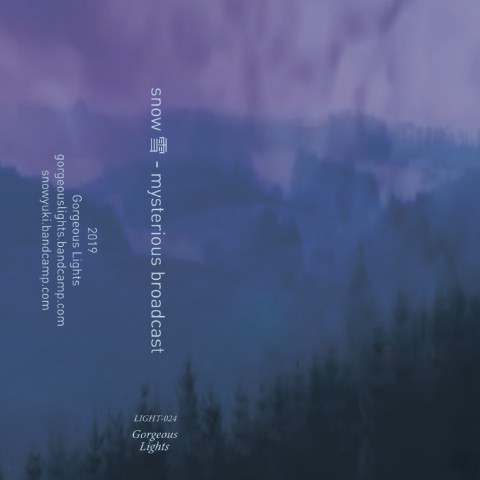 snow 雪 - mysterious broadcast
2019
Gorgeous Lights
gorgeouslights.bandcamp.com
snowyuki.bandcamp.com
LIGHT-024
Gorgeous
Lights